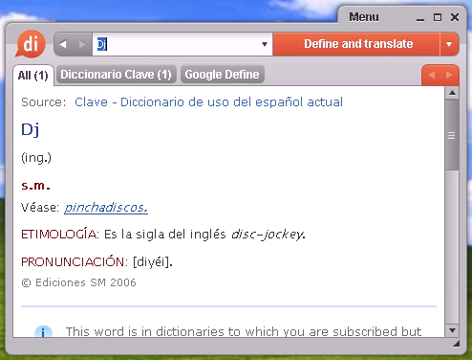 Menu
di
Dj
Define and translate
All (1)
Diccionario Clave (1)
Google Define
Source: Clave - Diccionario de uso del español actual
Dj
(ing.)
s.m.
Véase: pinchadiscos.
ETIMOLOGÍA: Es la sigla del inglés disc-jockey.
PRONUNCIACIÓN: [diyéi].
© Ediciones SM 2006
i This word is in dictionaries to which you are subscribed but